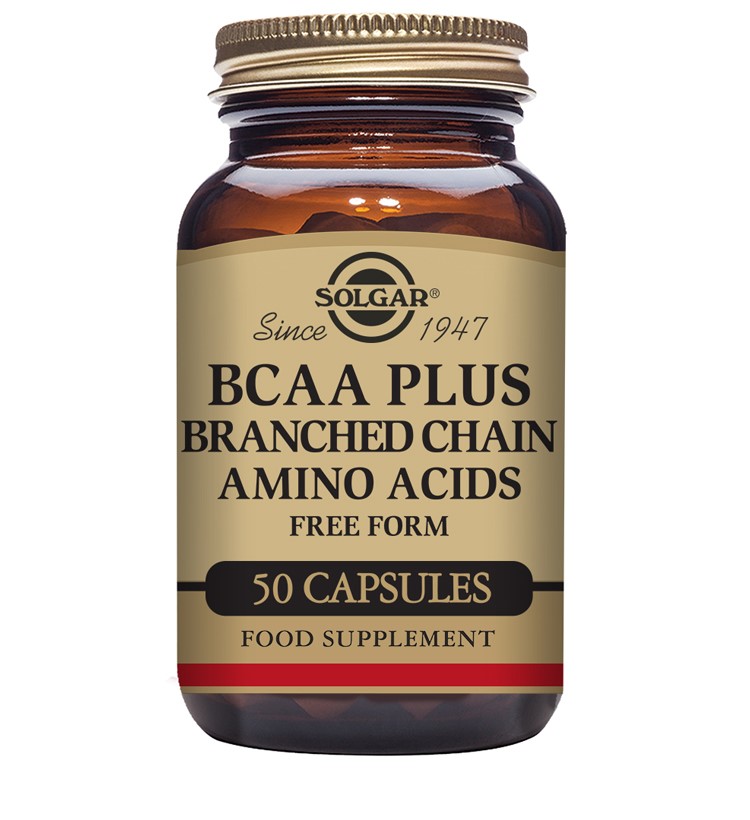 SOLGAR®
Since 1947
BCAA PLUS
BRANCHED CHAIN
AMINO ACIDS
FREE FORM
50 CAPSULES
FOOD SUPPLEMENT